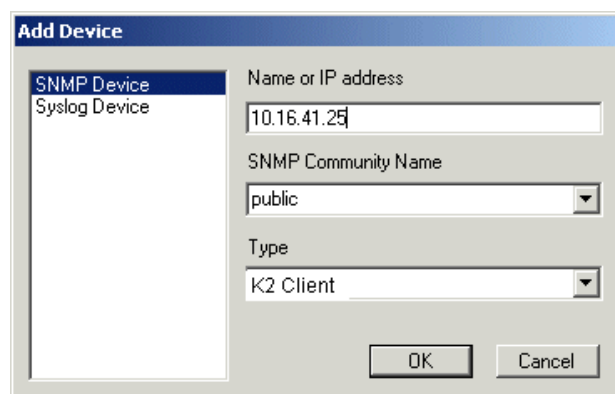 Add Device
SNMP Device
Syslog Device
Name or IP address
10.16.41.25
SNMP Community Name
public
Type
K2 Client
OK
Cancel